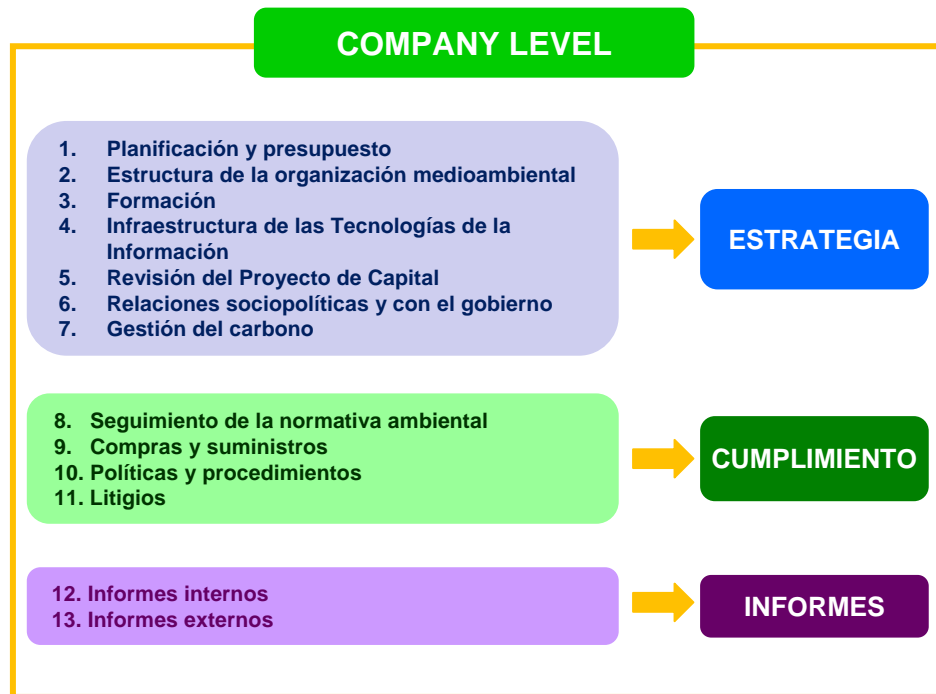 COMPANY LEVEL
1. Planificación y presupuesto
2. Estructura de la organización medioambiental
3. Formación
4. Infraestructura de las Tecnologías de la
Información
5. Revisión del Proyecto de Capital
6. Relaciones sociopolíticas y con el gobierno
7. Gestión del carbono
ESTRATEGIA
8. Seguimiento de la normativa ambiental
9. Compras y suministros
10. Políticas y procedimientos
11. Litigios
CUMPLIMIENTO
12. Informes internos
13. Informes externos
INFORMES